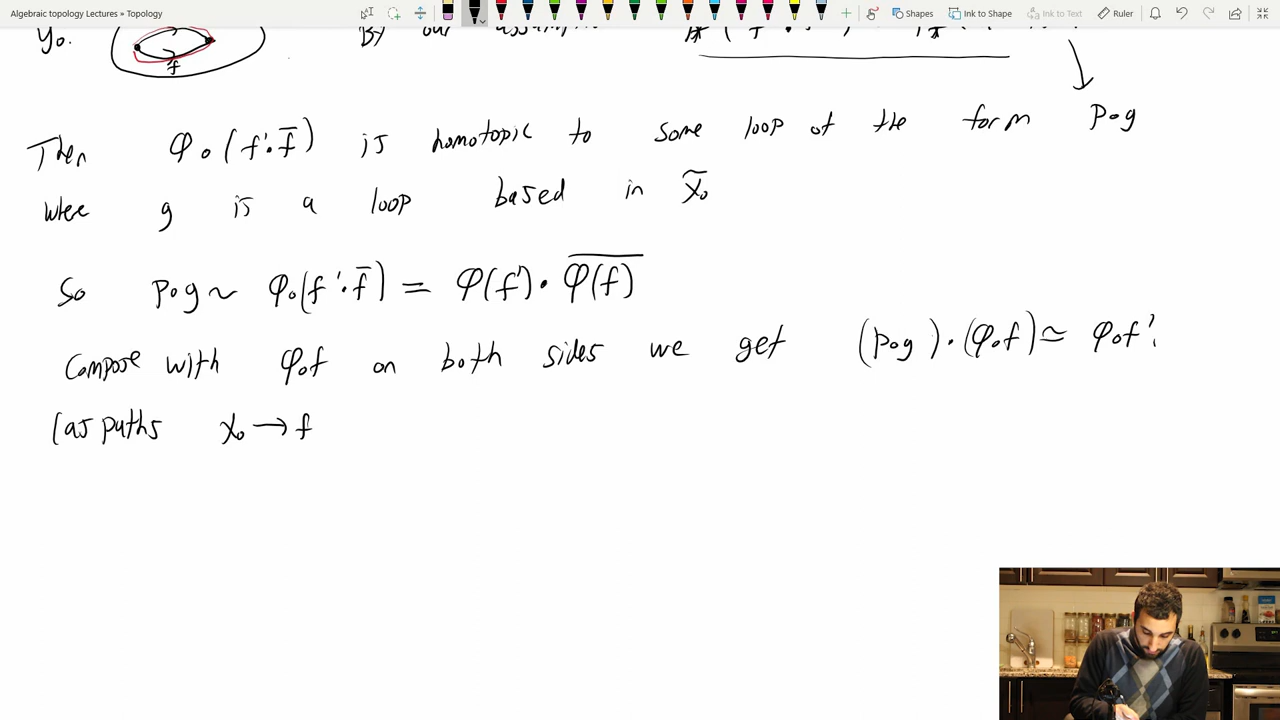 Algebraic topology Lectures » Topology
Shapes Ink to Shape Ink to Text Ruler
y₀. f By our
Then φ∘(f'·f̅) is homotopic to some loop of the form p∘g
wlee g is a loop based in x̃₀
So p∘g ~ φ∘(f'·f̅) = φ(f')·\overline{φ(f)}
Compose with φ∘f on both sides we get (p∘g)·(φ∘f) ≃ φ∘f'.
(as paths x₀ → f